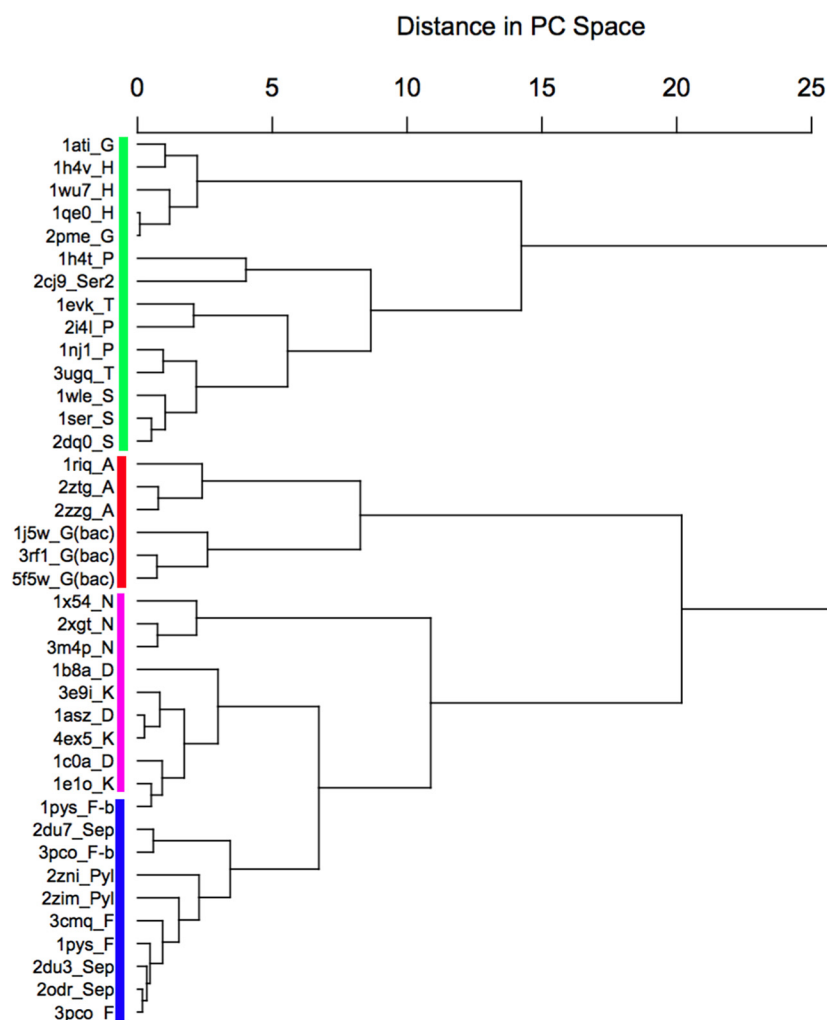 Distance in PC Space
0 5 10 15 20 25
1ati_G
1h4v_H
1wu7_H
1qe0_H
2pme_G
1h4t_P
2cj9_Ser2
1evk_T
2i4l_P
1nj1_P
3ugq_T
1wle_S
1ser_S
2dq0_S
1riq_A
2ztg_A
2zzg_A
1j5w_G(bac)
3rf1_G(bac)
5f5w_G(bac)
1x54_N
2xgt_N
3m4p_N
1b8a_D
3e9i_K
1asz_D
4ex5_K
1c0a_D
1e1o_K
1pys_F-b
2du7_Sep
3pco_F-b
2zni_Pyl
2zim_Pyl
3cmq_F
1pys_F
2du3_Sep
2odr_Sep
3pco_F